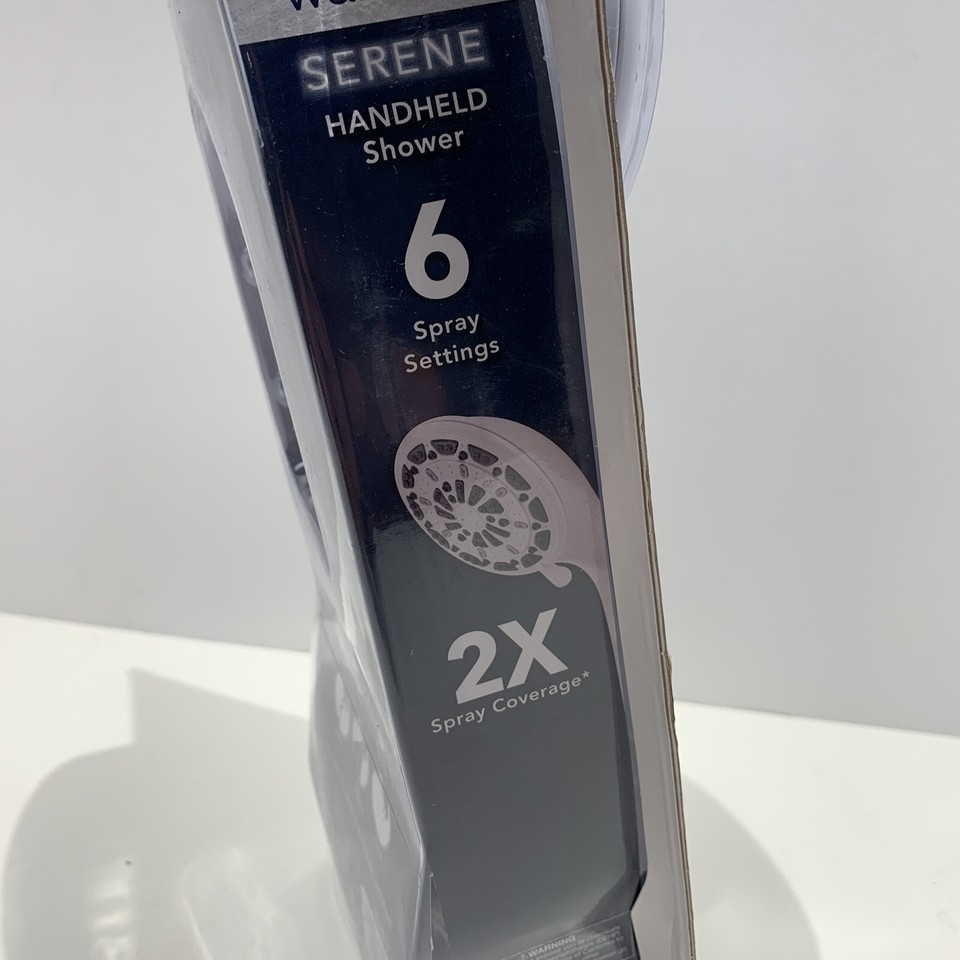 SERENE
HANDHELD
Shower
6
Spray
Settings
2X
Spray Coverage*
WARNING